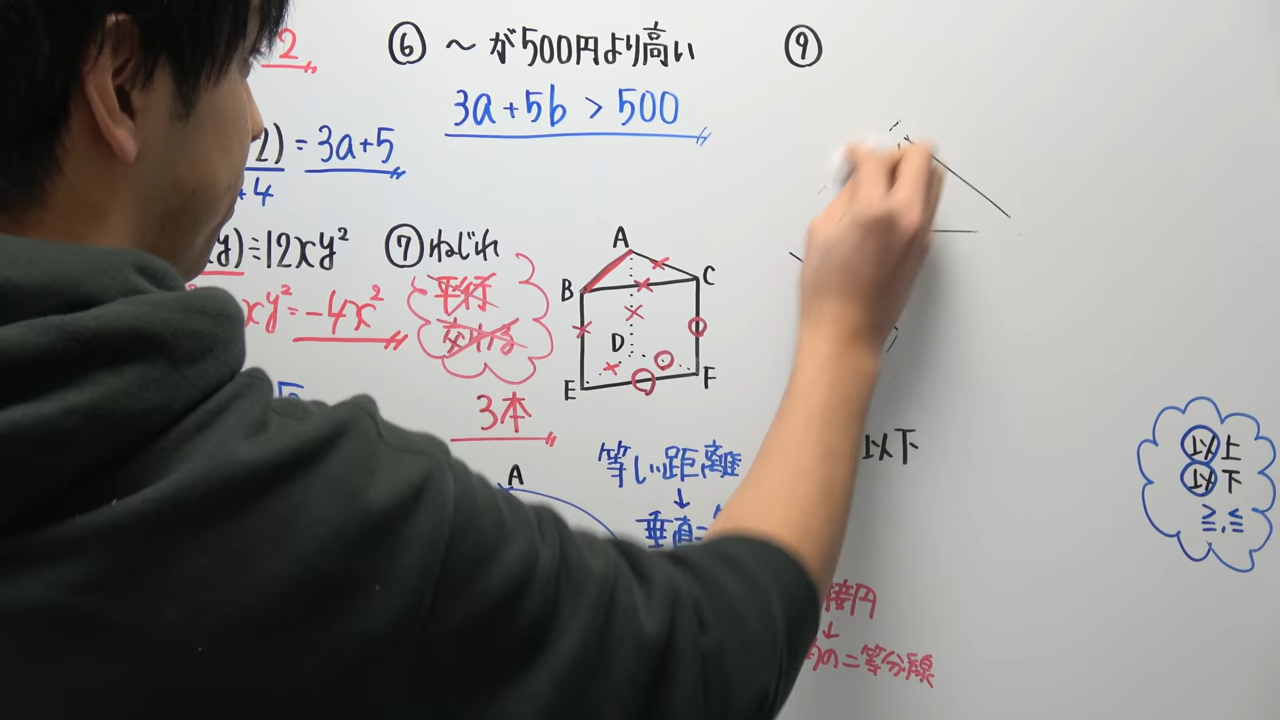 2
2) = 3a+5
+4
y) = 12xy²
xy² = -4x²
⑥ 〜が500円より高い
3a+5b > 500
⑦ ねじれ
平行
交わる
3本
A
B
C
D
E
F
A
等しい距離
↓
垂直二
⑨
以下
接円
↓
の二等分線
以上
以下
≧, ≦